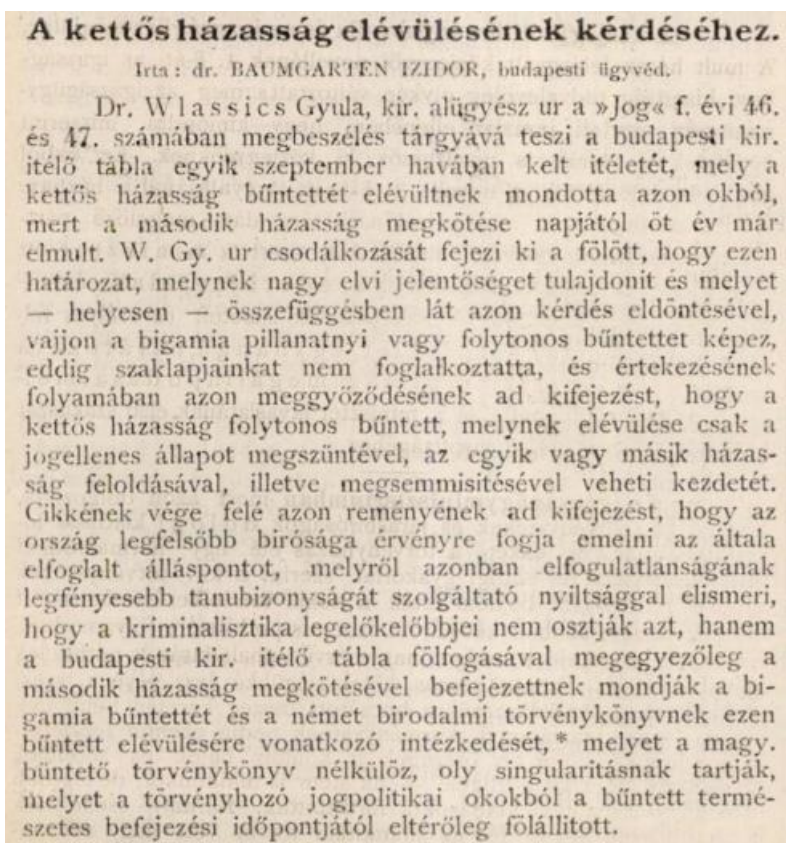 A kettős házasság elévülésének kérdéséhez.
Irta: dr. BAUMGARTEN IZIDOR, budapesti ügyvéd.
Dr. Wlassics Gyula, kir. alügyész ur a »Jog« f. évi 46.
és 47. számában megbeszélés tárgyává teszi a budapesti kir.
itélő tábla egyik szeptember havában kelt itéletét, mely a
kettős házasság bűntettét elévültnek mondotta azon okból,
mert a második házasság megkötése napjától öt év már
elmult. W. Gy. ur csodálkozását fejezi ki a fölött, hogy ezen
határozat, melynek nagy elvi jelentőséget tulajdonit és melyet
— helyesen — összefüggésben lát azon kérdés eldöntésével,
vajjon a bigamia pillanatnyi vagy folytonos bűntettet képez,
eddig szaklapjainkat nem foglalkoztatta, és értekezésének
folyamában azon meggyőződésének ad kifejezést, hogy a
kettős házasság folytonos bűntett, melynek elévülése csak a
jogellenes állapot megszüntével, az egyik vagy másik házas-
ság feloldásával, illetve megsemmisitésével veheti kezdetét.
Cikkének vége felé azon reményének ad kifejezést, hogy az
ország legfelsőbb birósága érvényre fogja emelni az általa
elfoglalt álláspontot, melyről azonban elfogulatlanságának
legfényesebb tanubizonyságát szolgáltató nyiltsággal elismeri,
hogy a kriminalisztika legelőkelőbbjei nem osztják azt, hanem
a budapesti kir. itélő tábla fölfogásával megegyezőleg a
második házasság megkötésével befejezettnek mondják a bi-
gamia bűntettét és a német birodalmi törvénykönyvnek ezen
bűntett elévülésére vonatkozó intézkedését, * melyet a magy.
büntető törvénykönyv nélkülöz, oly singularitásnak tartják,
melyet a törvényhozó jogpolitikai okokból a bűntett termé-
szetes befejezési időpontjától eltérőleg fölállitott.